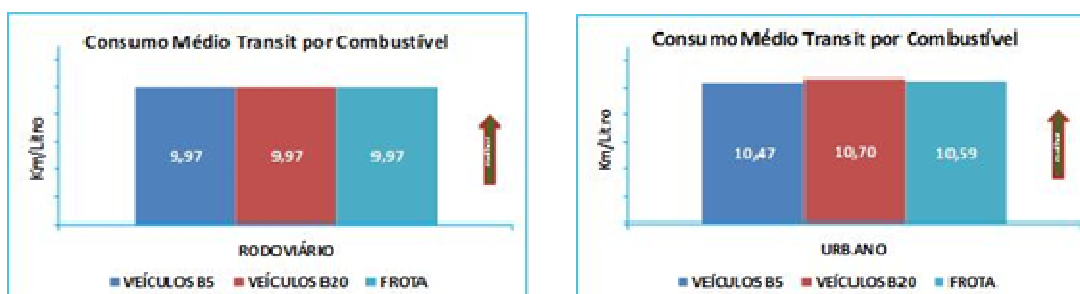 Consumo Médio Transit por Combustível
Km/Litro
9,97
9,97
9,97
RODOVIÁRIO
VEÍCULOS B5
VEÍCULOS B20
FROTA
Consumo Médio Transit por Combustível
Km/Litro
10,47
10,70
10,59
URBANO
VEÍCULOS B5
VEÍCULOS B20
FROTA